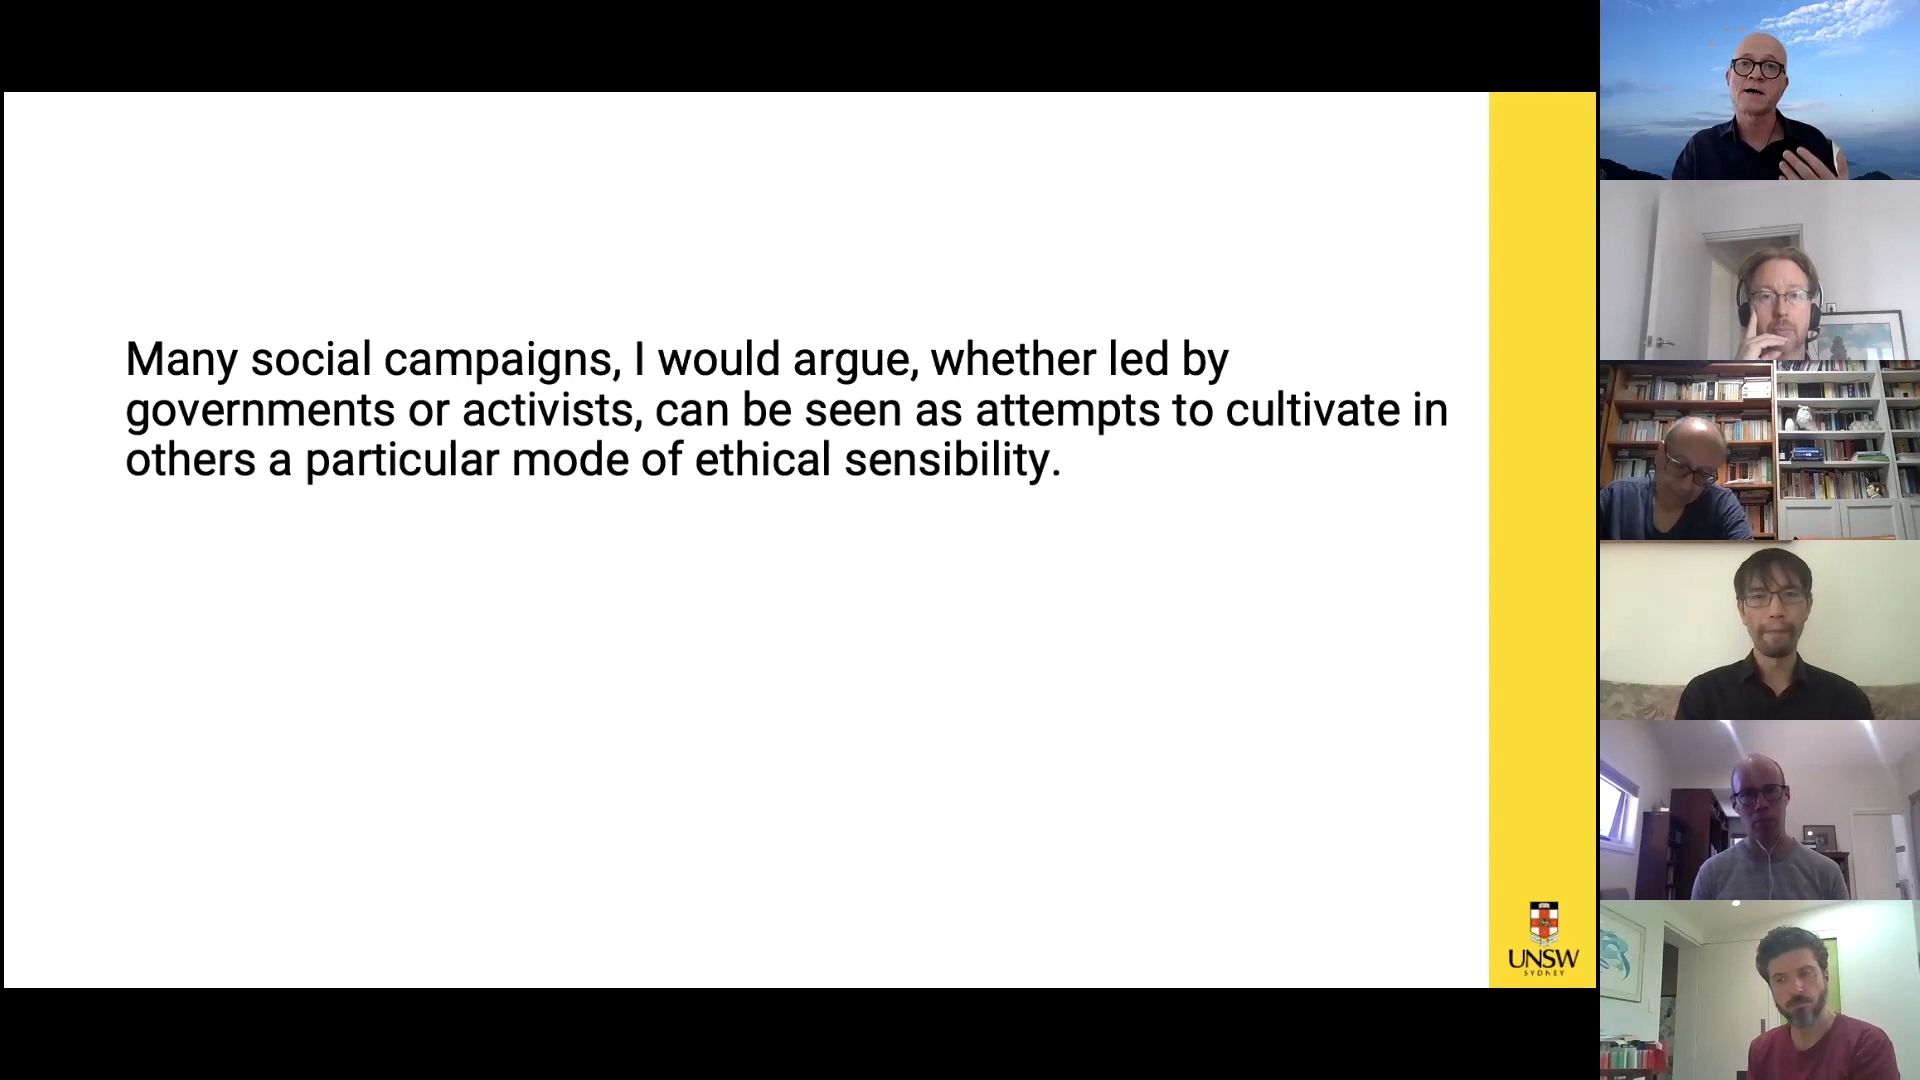 Many social campaigns, I would argue, whether led by
governments or activists, can be seen as attempts to cultivate in
others a particular mode of ethical sensibility.
UNSW
SYDNEY